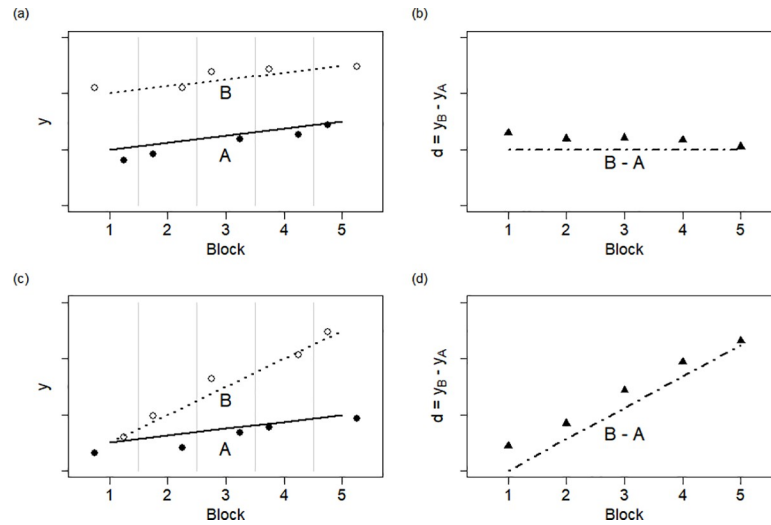 (a)
y
B
A
1 2 3 4 5
Block
(b)
d = yB - yA
B - A
1 2 3 4 5
Block
(c)
y
B
A
1 2 3 4 5
Block
(d)
d = yB - yA
B - A
1 2 3 4 5
Block